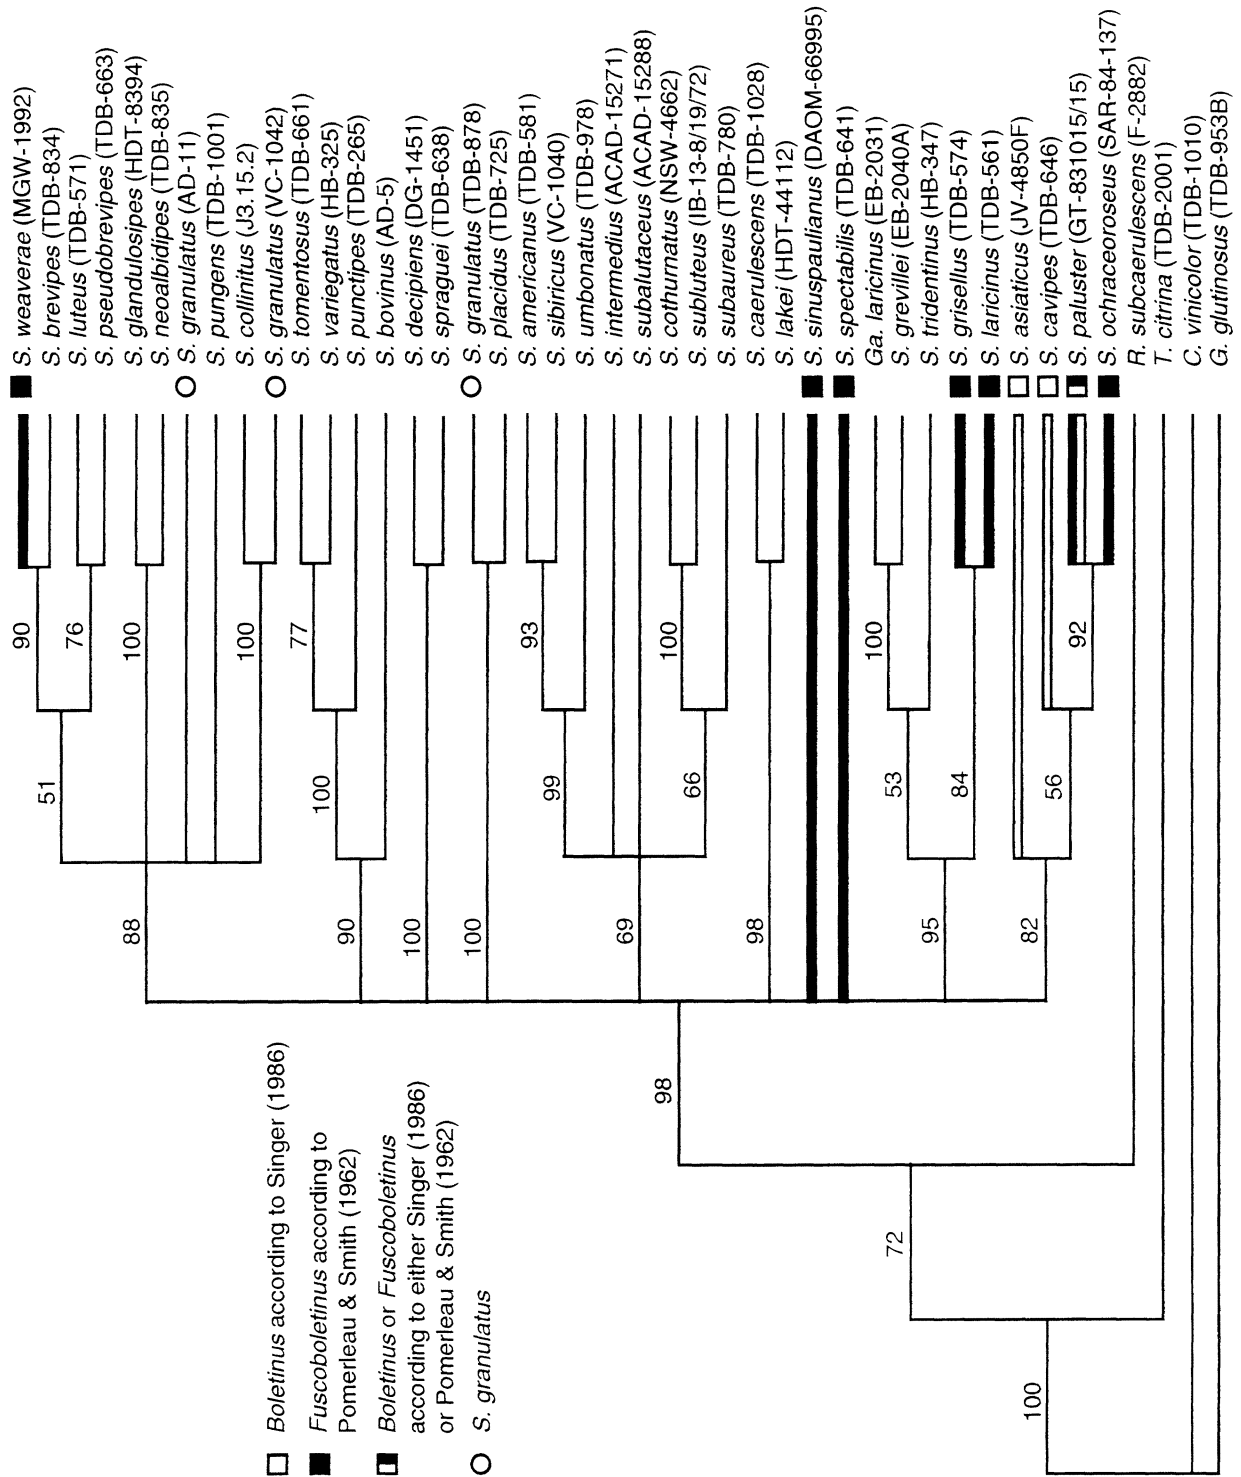 S. weaverae (MGW-1992)
S. brevipes (TDB-834)
S. luteus (TDB-571)
S. pseudobrevipes (TDB-663)
S. glandulosipes (HDT-8394)
S. neoalbidipes (TDB-835)
S. granulatus (AD-11)
S. pungens (TDB-1001)
S. collinitus (J3.15.2)
S. granulatus (VC-1042)
S. tomentosus (TDB-661)
S. variegatus (HB-325)
S. punctipes (TDB-265)
S. bovinus (AD-5)
S. decipiens (DG-1451)
S. spraguei (TDB-638)
S. granulatus (TDB-878)
S. placidus (TDB-725)
S. americanus (TDB-581)
S. sibiricus (VC-1040)
S. umbonatus (TDB-978)
S. intermedius (ACAD-15271)
S. subalutaceus (ACAD-15288)
S. cothurnatus (NSW-4662)
S. subluteus (IB-13-8/19/72)
S. subaureus (TDB-780)
S. caerulescens (TDB-1028)
S. lakei (HDT-44112)
S. sinuspaulianus (DAOM-66995)
S. spectabilis (TDB-641)
Ga. laricinus (EB-2031)
S. grevillei (EB-2040A)
S. tridentinus (HB-347)
S. grisellus (TDB-574)
S. laricinus (TDB-561)
S. asiaticus (JV-4850F)
S. cavipes (TDB-646)
S. paluster (GT-831015/15)
S. ochraceoroseus (SAR-84-137)
R. subcaerulescens (F-2882)
T. citrina (TDB-2001)
C. vinicolor (TDB-1010)
G. glutinosus (TDB-953B)
90
76
100
100
77
93
100
100
92
51
100
99
66
53
84
56
88
90
100
100
69
98
95
82
98
72
100
Boletinus according to Singer (1986)
Fuscoboletinus according to
Pomerleau & Smith (1962)
Boletinus or Fuscoboletinus
according to either Singer (1986)
or Pomerleau & Smith (1962)
S. granulatus